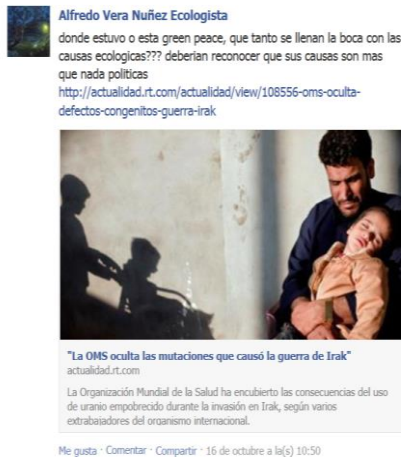 Alfredo Vera Nuñez Ecologista
donde estuvo o esta green peace, que tanto se llenan la boca con las
causas ecologicas??? deberian reconocer que sus causas son mas
que nada politicas
http://actualidad.rt.com/actualidad/view/108556-oms-oculta-
defectos-congenitos-guerra-irak
"La OMS oculta las mutaciones que causó la guerra de Irak"
actualidad.rt.com
La Organización Mundial de la Salud ha encubierto las consecuencias del uso
de uranio empobrecido durante la invasión en Irak, según varios
extrabajadores del organismo internacional.
Me gusta · Comentar · Compartir · 16 de octubre a la(s) 10:50